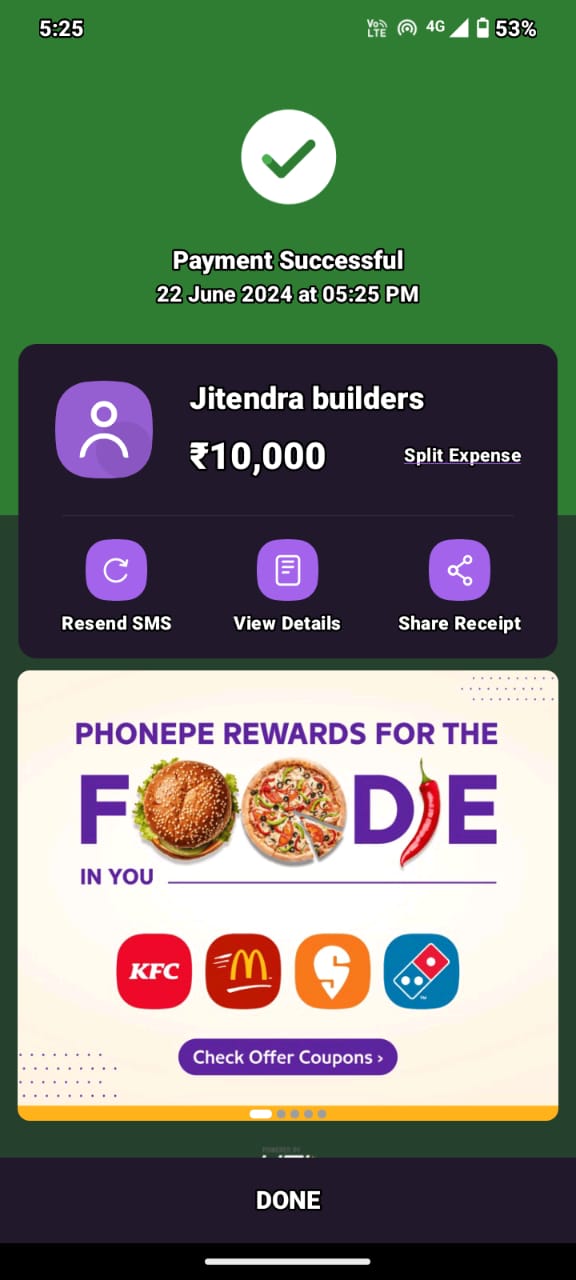 5:25
Vo LTE 4G 53%
Payment Successful
22 June 2024 at 05:25 PM
Jitendra builders
₹10,000
Split Expense
Resend SMS
View Details
Share Receipt
PHONEPE REWARDS FOR THE
FOODIE
IN YOU
KFC
Check Offer Coupons ›
POWERED BY
DONE